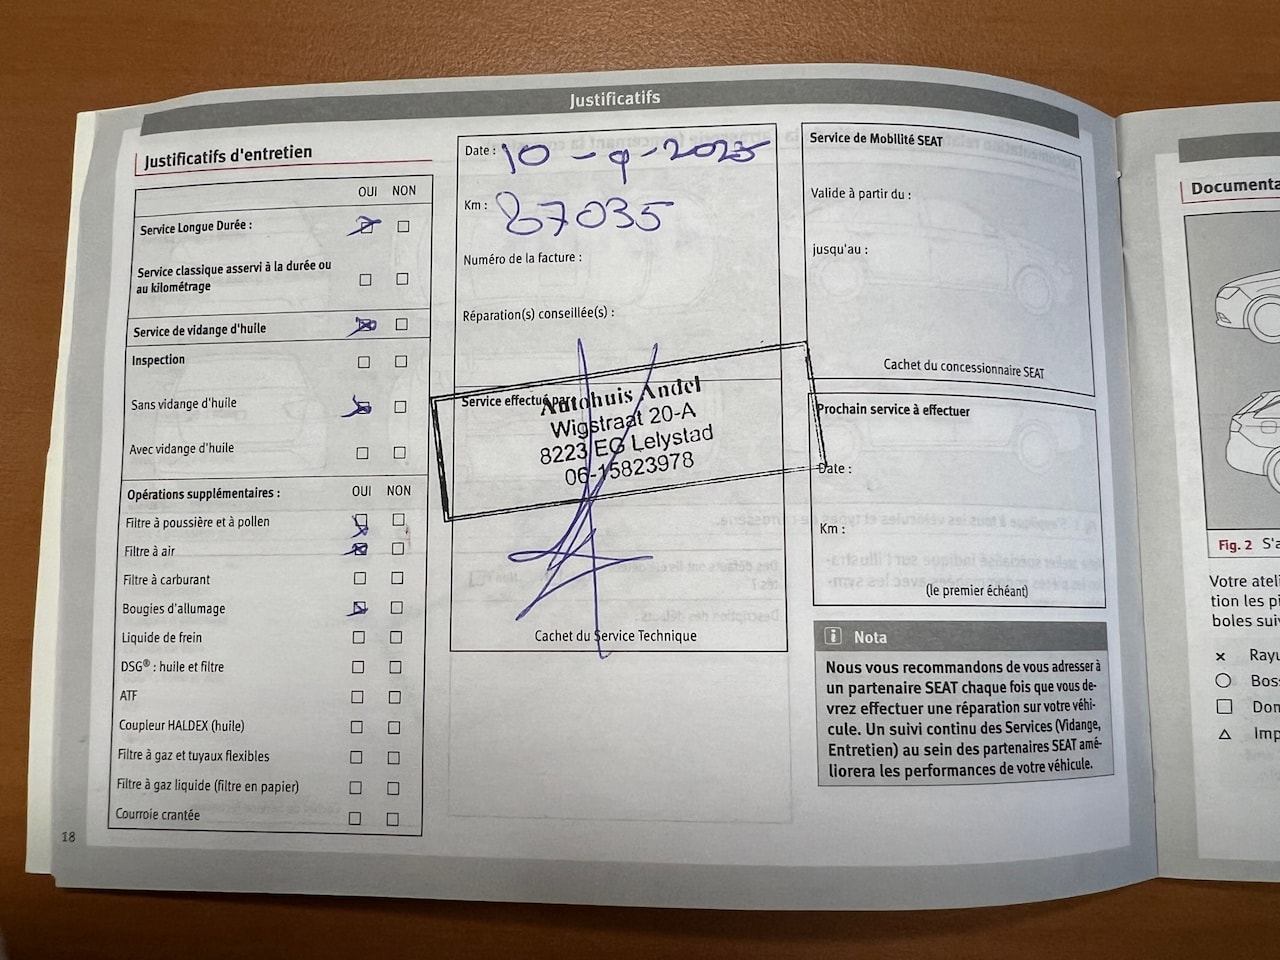 Justificatifs
Justificatifs d'entretien
OUI NON
Service Longue Durée :
Service classique asservi à la durée ou
au kilométrage
Service de vidange d'huile
Inspection
Sans vidange d'huile
Avec vidange d'huile
Opérations supplémentaires : OUI NON
Filtre à poussière et à pollen
Filtre à air
Filtre à carburant
Bougies d'allumage
Liquide de frein
DSG® : huile et filtre
ATF
Coupleur HALDEX (huile)
Filtre à gaz et tuyaux flexibles
Filtre à gaz liquide (filtre en papier)
Courroie crantée
18
Date : 10-9-2025
Km : 87035
Numéro de la facture :
Réparation(s) conseillée(s) :
Service effectué par
Autohuis Andel
Wigstraat 20-A
8223 EG Lelystad
06-15823978
Cachet du Service Technique
Service de Mobilité SEAT
Valide à partir du :
jusqu'au :
Cachet du concessionnaire SEAT
Prochain service à effectuer
Date :
Km :
(le premier échéant)
i Nota
Nous vous recommandons de vous adresser à
un partenaire SEAT chaque fois que vous de-
vrez effectuer une réparation sur votre véhi-
cule. Un suivi continu des Services (Vidange,
Entretien) au sein des partenaires SEAT amé-
liorera les performances de votre véhicule.
Documenta
Fig. 2 S'a
Votre ateli
tion les pi
boles suiv
Rayu
Bos
Don
Imp